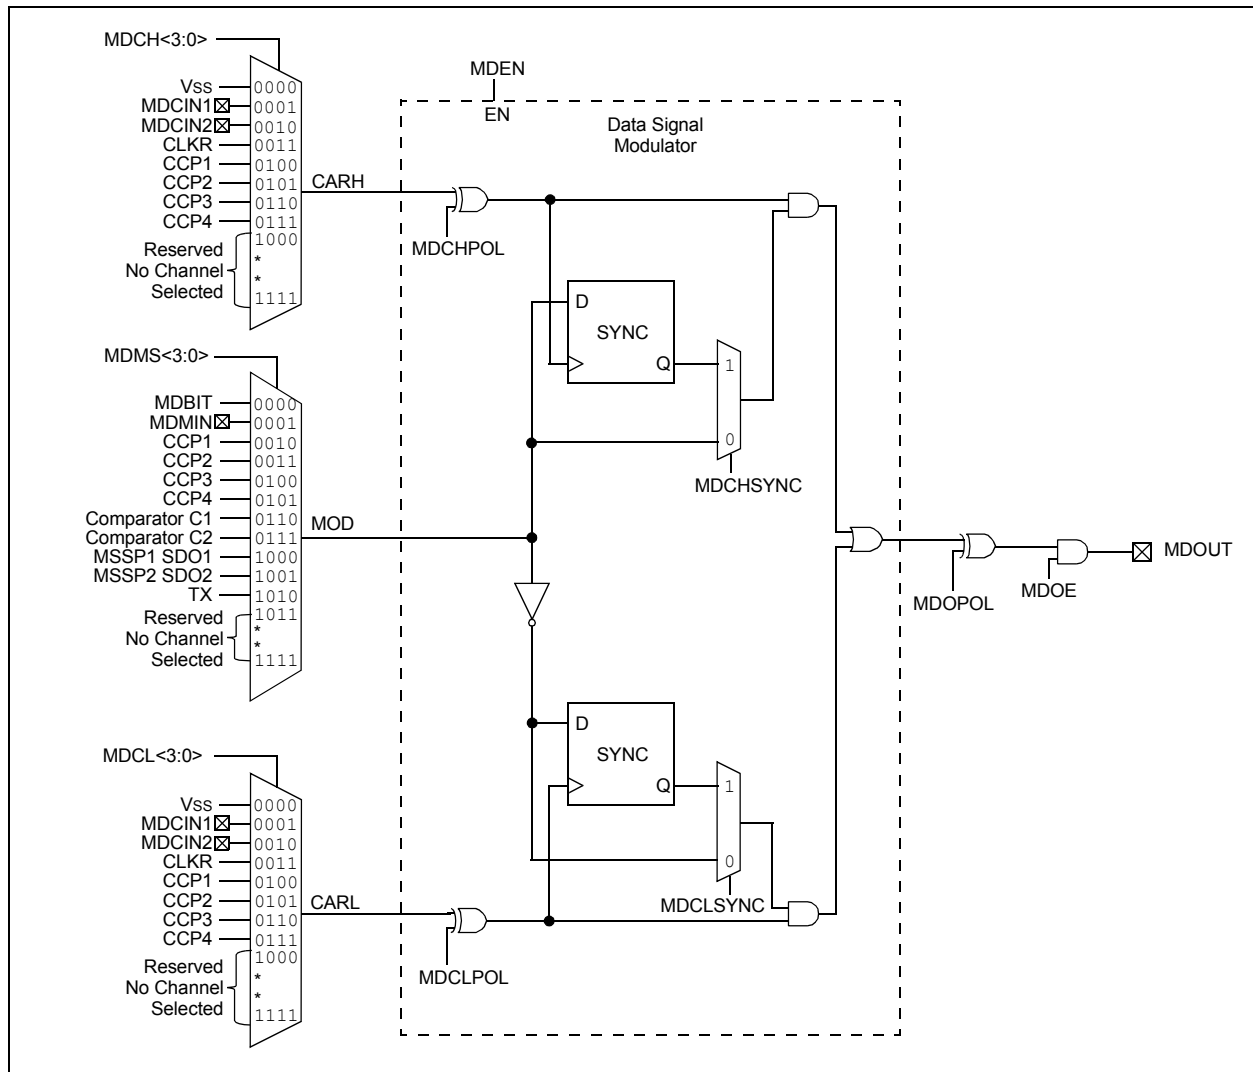 MDCH<3:0>
Vss 0000
MDCIN1 0001
MDCIN2 0010
CLKR 0011
CCP1 0100
CCP2 0101
CCP3 0110
CCP4 0111
1000
Reserved
No Channel
Selected
*
*
1111
CARH
MDEN
EN
Data Signal
Modulator
MDCHPOL
D
SYNC
Q
1
0
MDCHSYNC
MDMS<3:0>
MDBIT 0000
MDMIN 0001
CCP1 0010
CCP2 0011
CCP3 0100
CCP4 0101
Comparator C1 0110
Comparator C2 0111
MSSP1 SDO1 1000
MSSP2 SDO2 1001
TX 1010
1011
Reserved
No Channel
Selected
*
*
1111
MOD
MDOPOL
MDOE
MDOUT
D
SYNC
Q
1
0
MDCLSYNC
MDCL<3:0>
Vss 0000
MDCIN1 0001
MDCIN2 0010
CLKR 0011
CCP1 0100
CCP2 0101
CCP3 0110
CCP4 0111
1000
Reserved
No Channel
Selected
*
*
1111
CARL
MDCLPOL